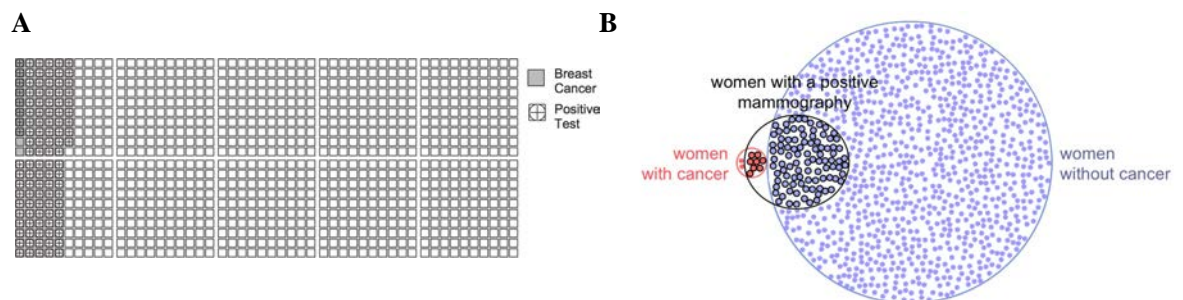 A
Breast
Cancer
Positive
Test
B
women with a positive
mammography
women
with cancer
women
without cancer